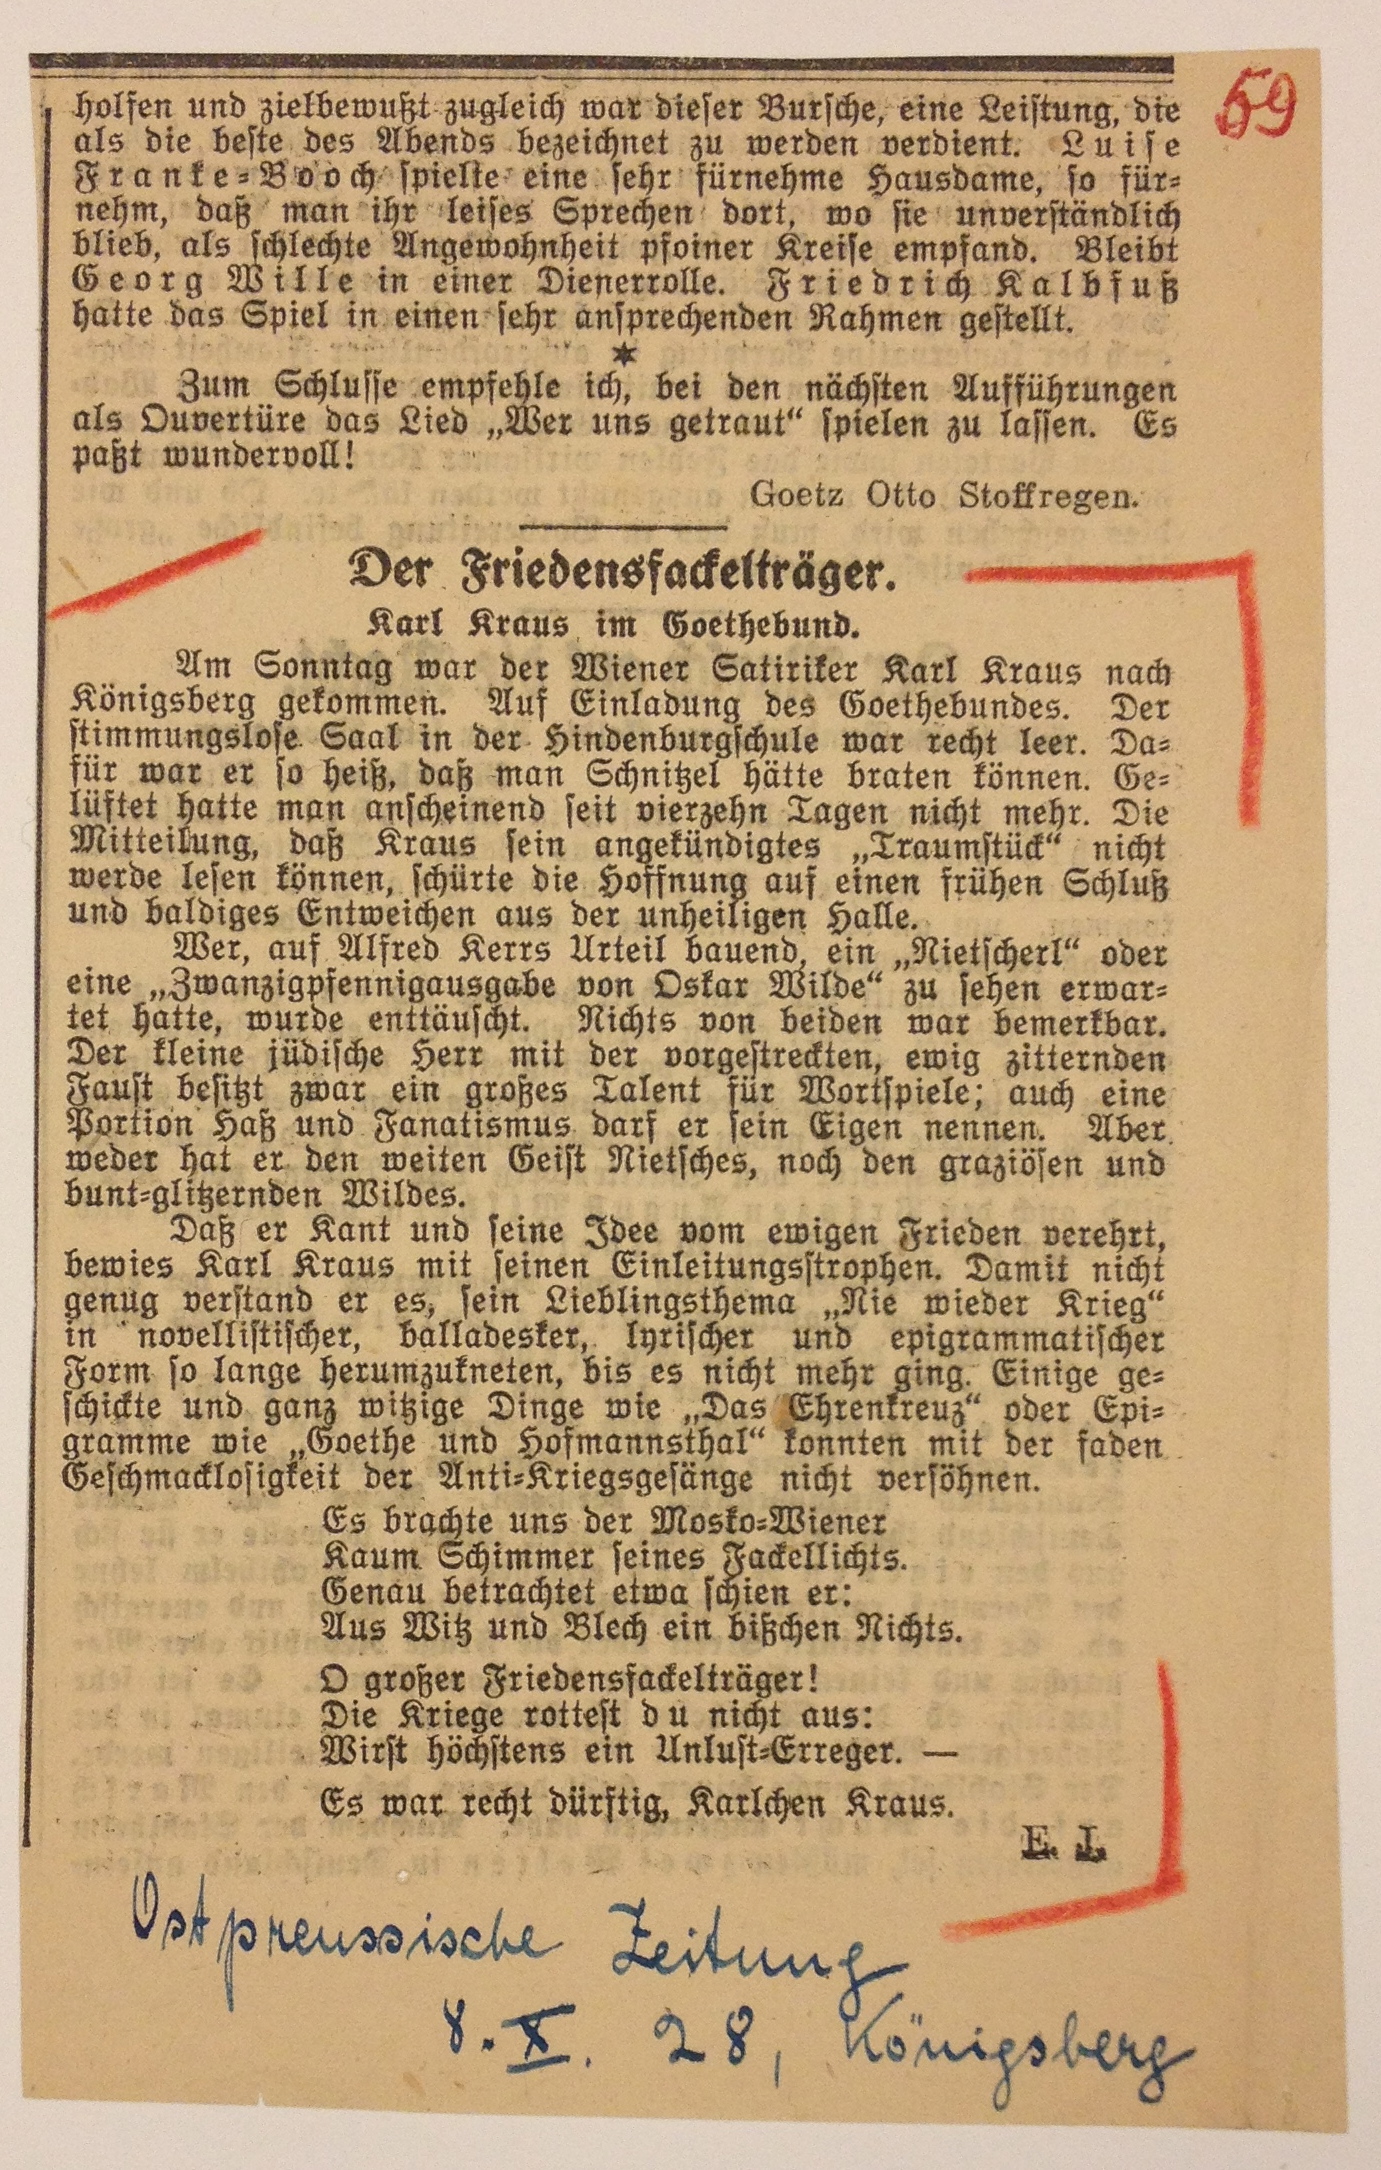 59
holfen und zielbewußt zugleich war dieser Bursche, eine Leistung, die
als die beste des Abends bezeichnet zu werden verdient. Luise
Franke-Booch spielte eine sehr fürnehme Hausdame, so für-
nehm, daß man ihr leises Sprechen dort, wo sie unverständlich
blieb, als schlechte Angewohnheit pfoiner Kreise empfand. Bleibt
Georg Wille in einer Dienerrolle. Friedrich Kalbfuß
hatte das Spiel in einen sehr ansprechenden Rahmen gestellt.
*
Zum Schlusse empfehle ich, bei den nächsten Aufführungen
als Ouvertüre das Lied „Wer uns getraut“ spielen zu lassen. Es
paßt wundervoll!
Goetz Otto Stoffregen.
Der Friedensfackelträger.
Karl Kraus im Goethebund.
Am Sonntag war der Wiener Satiriker Karl Kraus nach
Königsberg gekommen. Auf Einladung des Goethebundes. Der
stimmungslose Saal in der Hindenburgschule war recht leer. Da-
für war er so heiß, daß man Schnitzel hätte braten können. Ge-
lüftet hatte man anscheinend seit vierzehn Tagen nicht mehr. Die
Mitteilung, daß Kraus sein angekündigtes „Traumstück“ nicht
werde lesen können, schürte die Hoffnung auf einen frühen Schluß
und baldiges Entweichen aus der unheiligen Halle.
Wer, auf Alfred Kerrs Urteil bauend, ein „Nietscherl“ oder
eine „Zwanzigpfennigausgabe von Oskar Wilde“ zu sehen erwar-
tet hatte, wurde enttäuscht. Nichts von beiden war bemerkbar.
Der kleine jüdische Herr mit der vorgestreckten, ewig zitternden
Faust besitzt zwar ein großes Talent für Wortspiele; auch eine
Portion Haß und Fanatismus darf er sein Eigen nennen. Aber
weder hat er den weiten Geist Nietsches, noch den graziösen und
bunt-glitzernden Wildes.
Daß er Kant und seine Idee vom ewigen Frieden verehrt,
bewies Karl Kraus mit seinen Einleitungsstrophen. Damit nicht
genug verstand er es, sein Lieblingsthema „Nie wieder Krieg“
in novellistischer, balladesker, lyrischer und epigrammatischer
Form so lange herumzukneten, bis es nicht mehr ging. Einige ge-
schickte und ganz witzige Dinge wie „Das Ehrenkreuz“ oder Epi-
gramme wie „Goethe und Hofmannsthal“ konnten mit der faden
Geschmacklosigkeit der Anti-Kriegsgesänge nicht versöhnen.
Es brachte uns der Mosko-Wiener
Kaum Schimmer seines Fackellichts.
Genau betrachtet etwa schien er:
Aus Witz und Blech ein bißchen Nichts.
O großer Friedensfackelträger!
Die Kriege rottest du nicht aus:
Wirst höchstens ein Unlust-Erreger. —
Es war recht dürftig, Karlchen Kraus.
E. J.
Ostpreussische Zeitung
8. X. 28, Königsberg